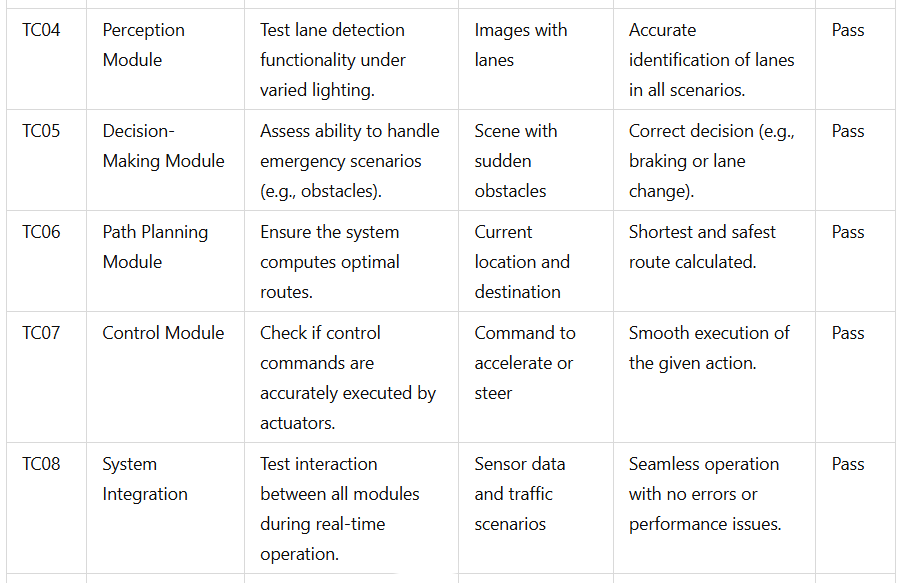 TC04
Perception
Module
Test lane detection
functionality under
varied lighting.
Images with
lanes
Accurate
identification of lanes
in all scenarios.
Pass
TC05
Decision-
Making Module
Assess ability to handle
emergency scenarios
(e.g., obstacles).
Scene with
sudden
obstacles
Correct decision (e.g.,
braking or lane
change).
Pass
TC06
Path Planning
Module
Ensure the system
computes optimal
routes.
Current
location and
destination
Shortest and safest
route calculated.
Pass
TC07
Control Module
Check if control
commands are
accurately executed by
actuators.
Command to
accelerate or
steer
Smooth execution of
the given action.
Pass
TC08
System
Integration
Test interaction
between all modules
during real-time
operation.
Sensor data
and traffic
scenarios
Seamless operation
with no errors or
performance issues.
Pass